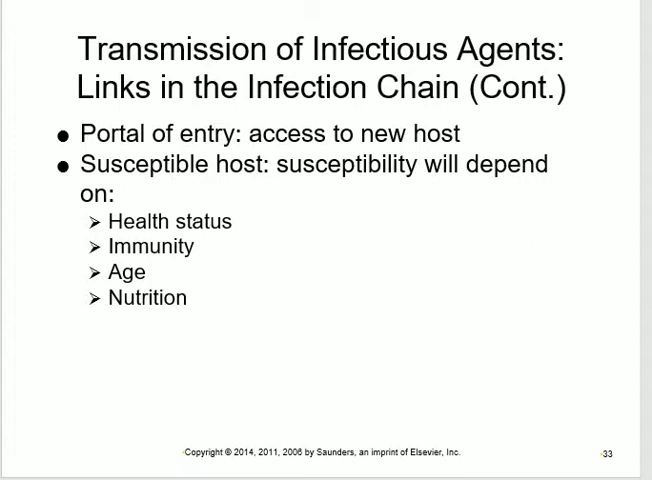 Transmission of Infectious Agents:
Links in the Infection Chain (Cont.)
● Portal of entry: access to new host
● Susceptible host: susceptibility will depend
on:
➢ Health status
➢ Immunity
➢ Age
➢ Nutrition
Copyright © 2014, 2011, 2006 by Saunders, an imprint of Elsevier, Inc.
33